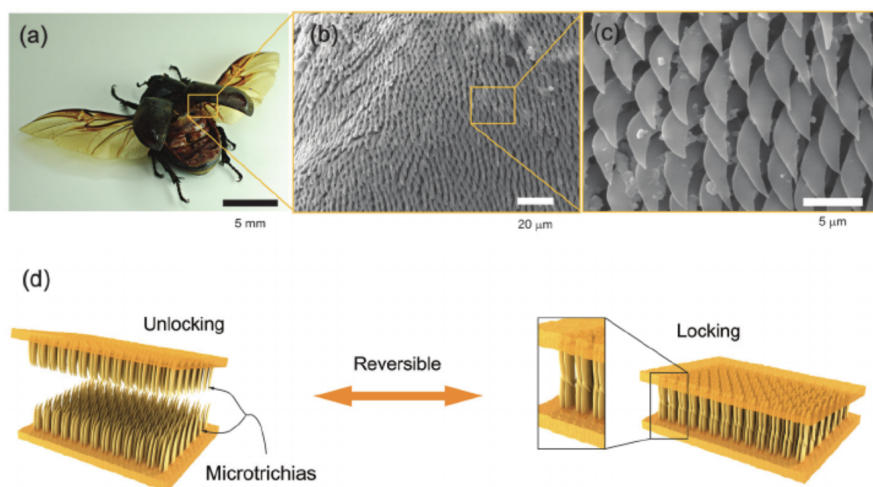 (a)
(b)
(c)
5 mm
20 μm
5 μm
(d)
Unlocking
Reversible
Locking
Microtrichias